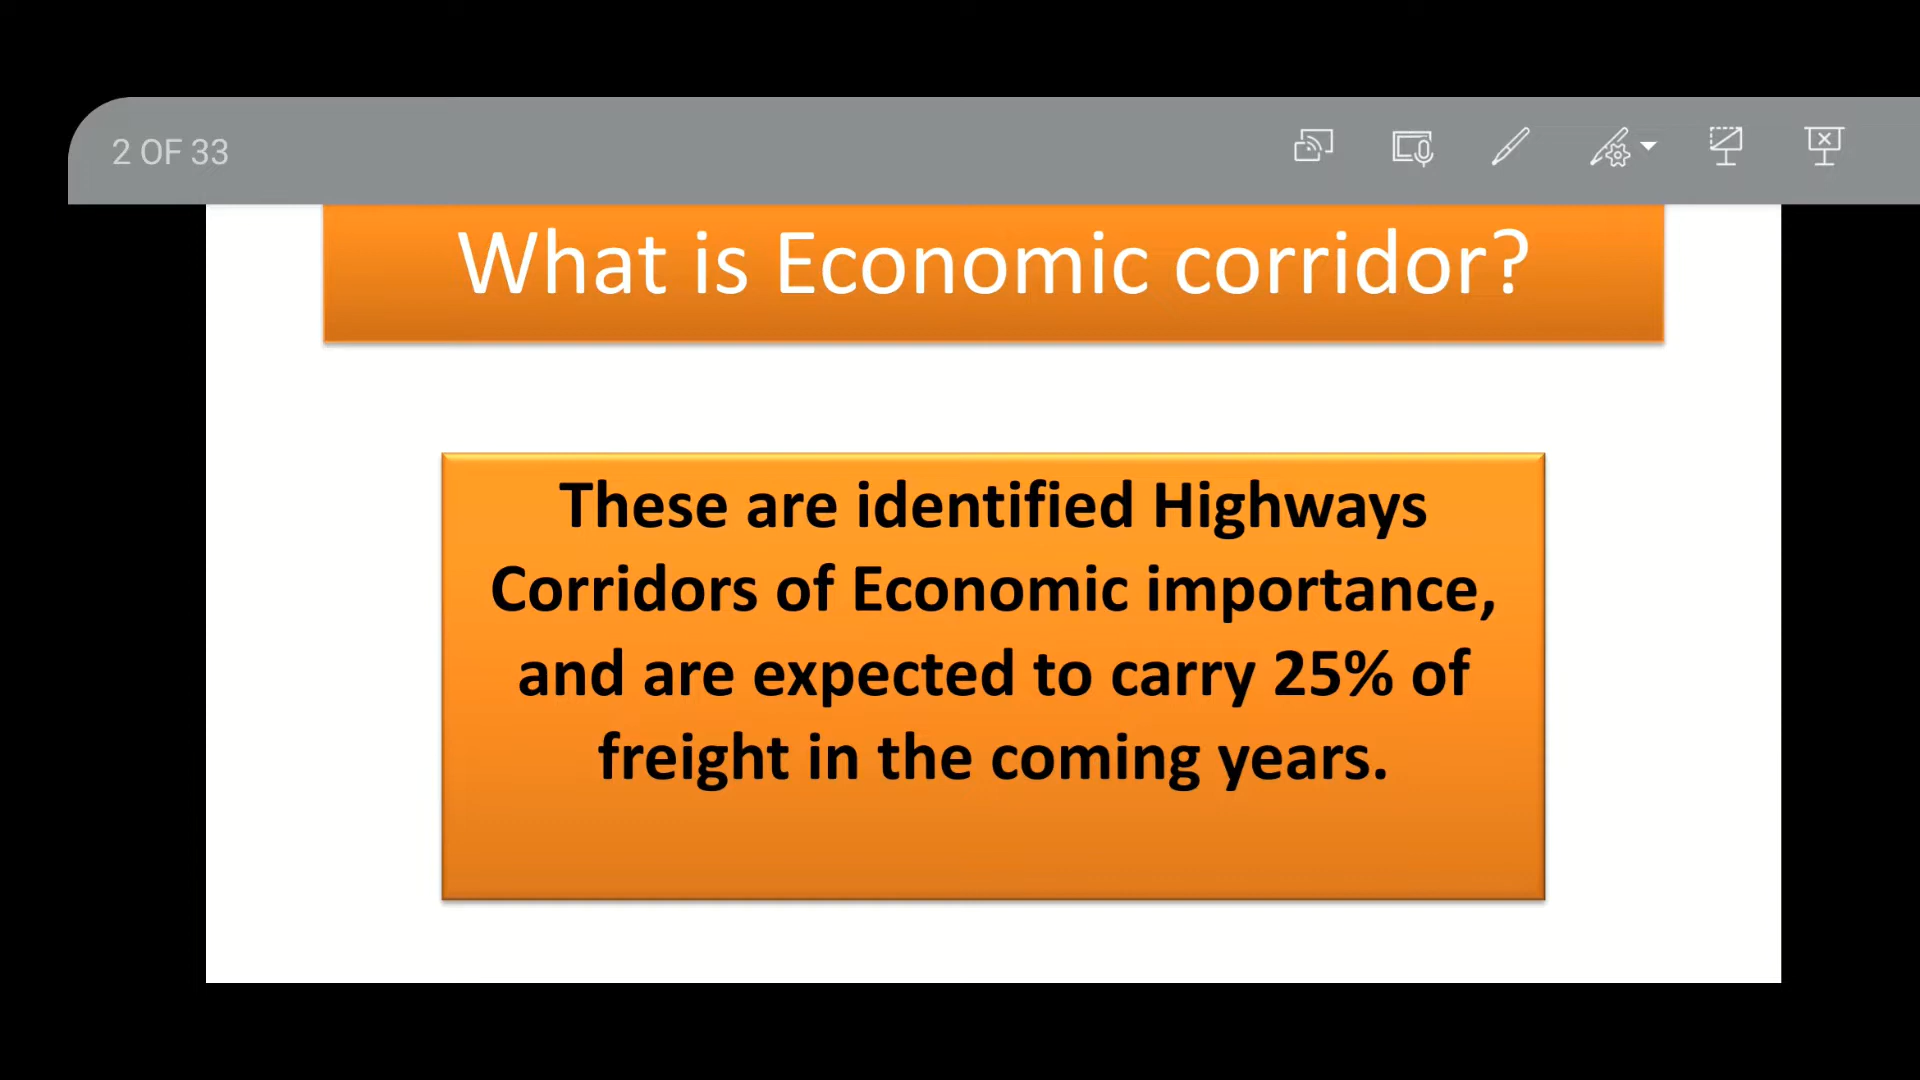 2 OF 33
What is Economic corridor?
These are identified Highways
Corridors of Economic importance,
and are expected to carry 25% of
freight in the coming years.